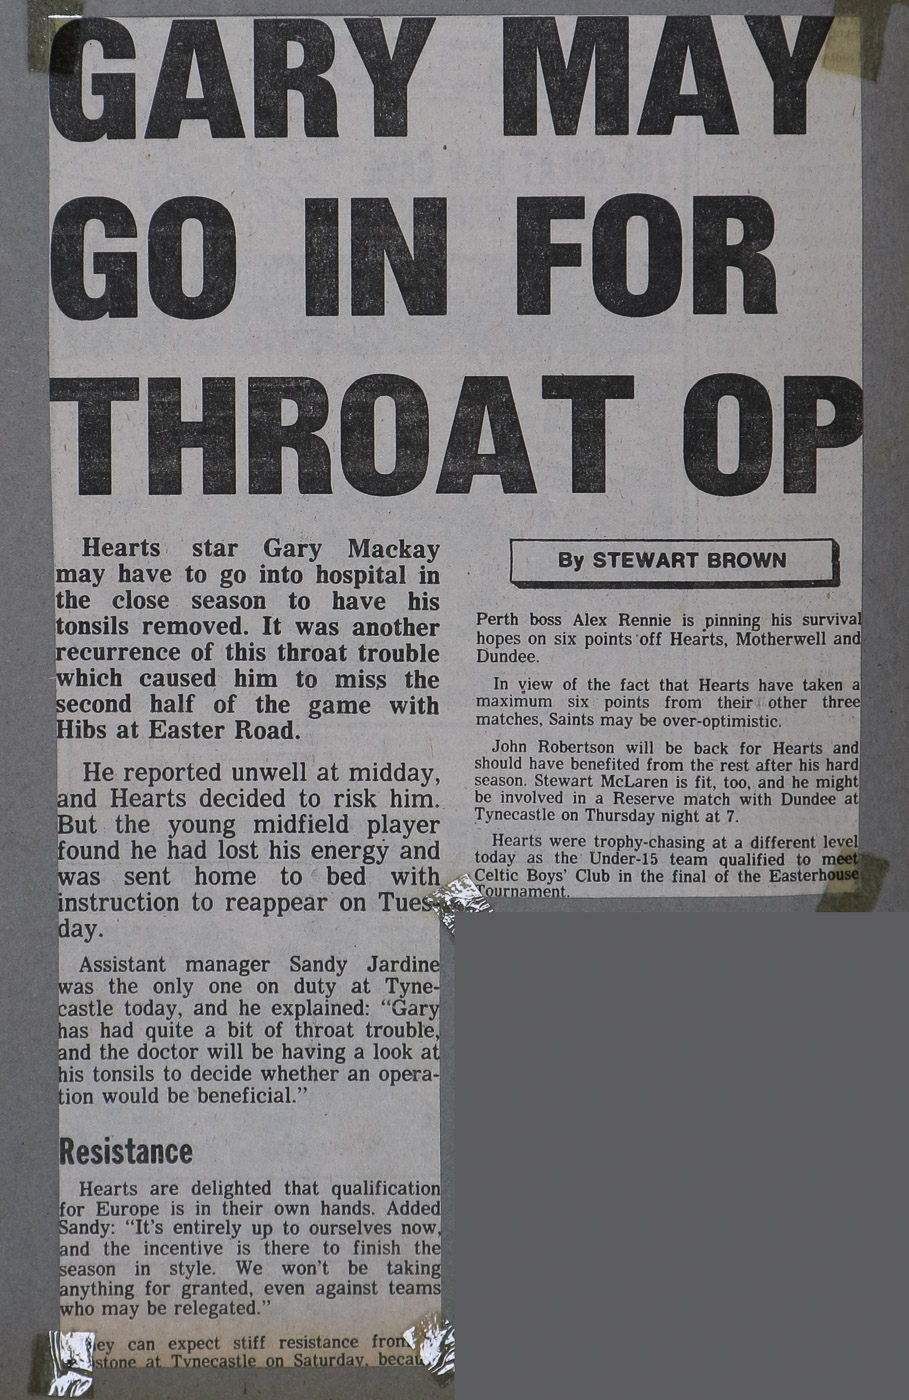 GARY MAY
GO IN FOR
THROAT OP
Hearts star Gary Mackay
may have to go into hospital in
the close season to have his
tonsils removed. It was another
recurrence of this throat trouble
which caused him to miss the
second half of the game with
Hibs at Easter Road.
He reported unwell at midday,
and Hearts decided to risk him.
But the young midfield player
found he had lost his energy and
was sent home to bed with
instruction to reappear on Tues-
day.
Assistant manager Sandy Jardine
was the only one on duty at Tyne-
castle today, and he explained: “Gary
has had quite a bit of throat trouble,
and the doctor will be having a look at
his tonsils to decide whether an opera-
tion would be beneficial.”
Resistance
Hearts are delighted that qualification
for Europe is in their own hands. Added
Sandy: “It's entirely up to ourselves now,
and the incentive is there to finish the
season in style. We won't be taking
anything for granted, even against teams
who may be relegated.”
can expect stiff resistance from
at Tynecastle on Saturday,
By STEWART BROWN
Perth boss Alex Rennie is pinning his survival
hopes on six points off Hearts, Motherwell and
Dundee.
In view of the fact that Hearts have taken a
maximum six points from their other three
matches, Saints may be over-optimistic.
John Robertson will be back for Hearts and
should have benefited from the rest after his hard
season. Stewart McLaren is fit, too, and he might
be involved in a Reserve match with Dundee at
Tynecastle on Thursday night at 7.
Hearts were trophy-chasing at a different level
today as the Under-15 team qualified to meet
Celtic Boys' Club in the final of the Easterhouse
Tournament.